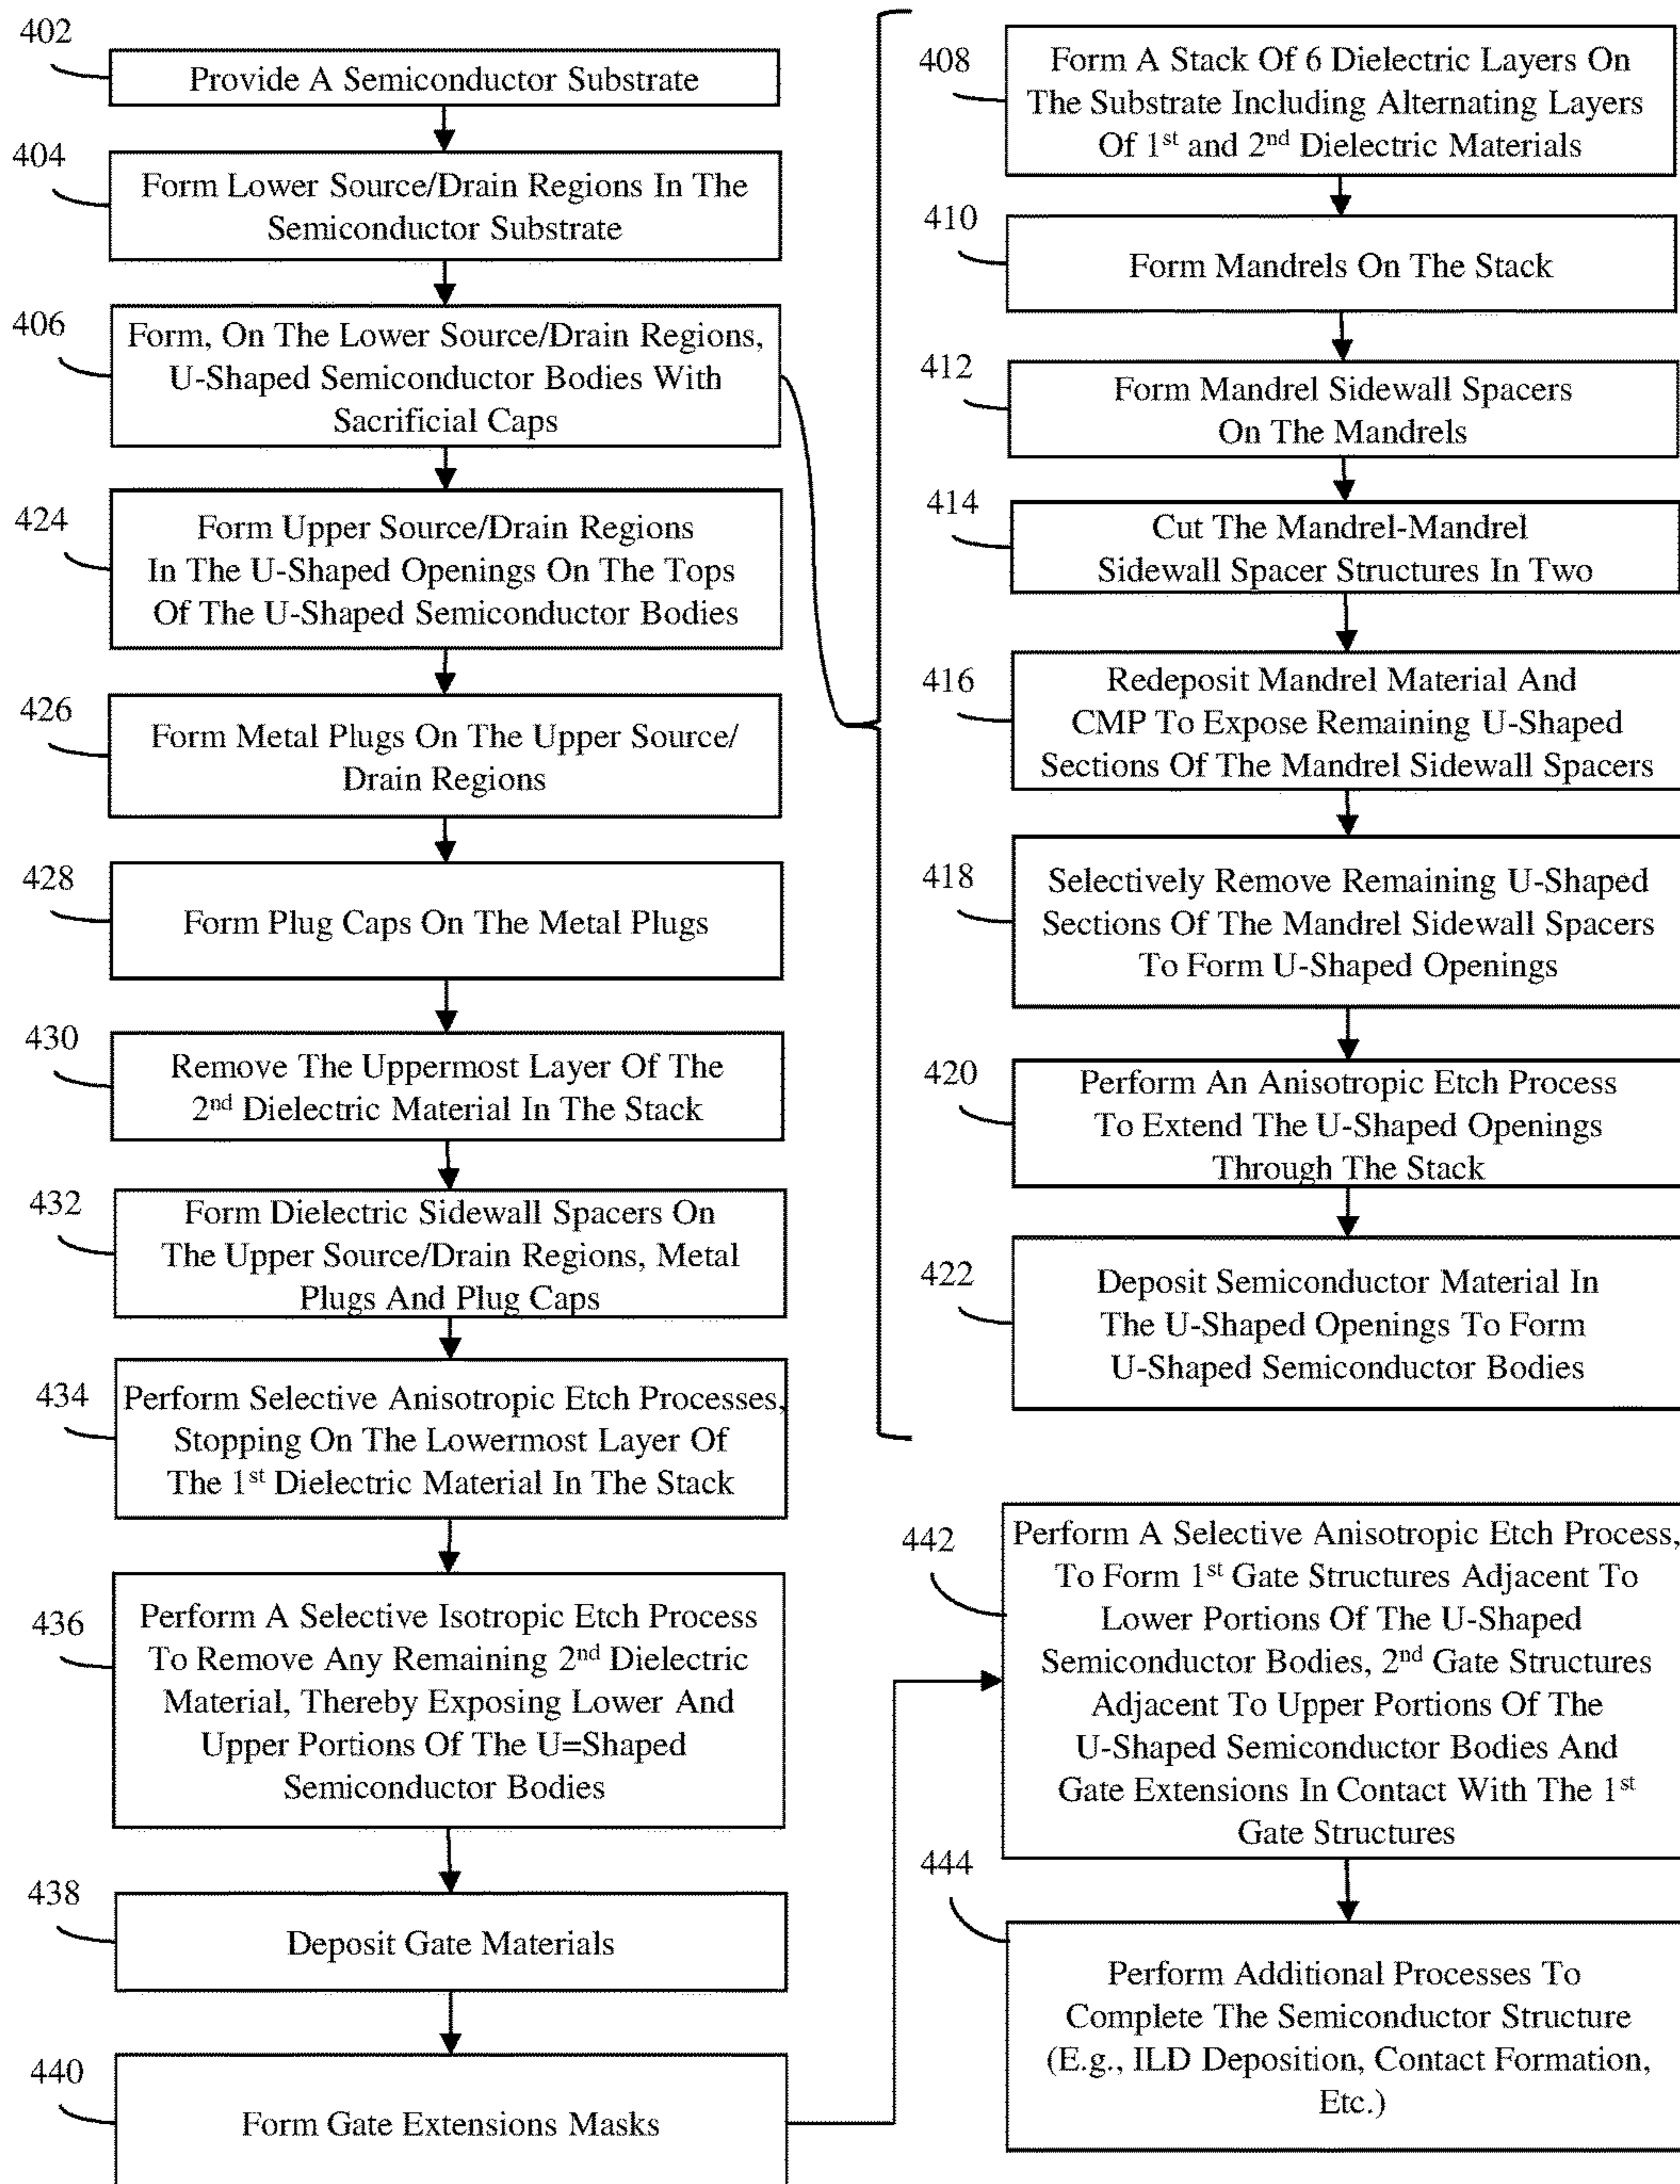 402
Provide A Semiconductor Substrate
404
Form Lower Source/Drain Regions In The
Semiconductor Substrate
406
Form, On The Lower Source/Drain Regions,
U-Shaped Semiconductor Bodies With
Sacrificial Caps
424
Form Upper Source/Drain Regions
In The U-Shaped Openings On The Tops
Of The U-Shaped Semiconductor Bodies
426
Form Metal Plugs On The Upper Source/
Drain Regions
428
Form Plug Caps On The Metal Plugs
430
Remove The Uppermost Layer Of The
2nd Dielectric Material In The Stack
432
Form Dielectric Sidewall Spacers On
The Upper Source/Drain Regions, Metal
Plugs And Plug Caps
434
Perform Selective Anisotropic Etch Processes,
Stopping On The Lowermost Layer Of
The 1st Dielectric Material In The Stack
436
Perform A Selective Isotropic Etch Process
To Remove Any Remaining 2nd Dielectric
Material, Thereby Exposing Lower And
Upper Portions Of The U=Shaped
Semiconductor Bodies
438
Deposit Gate Materials
440
Form Gate Extensions Masks
408
Form A Stack Of 6 Dielectric Layers On
The Substrate Including Alternating Layers
Of 1st and 2nd Dielectric Materials
410
Form Mandrels On The Stack
412
Form Mandrel Sidewall Spacers
On The Mandrels
414
Cut The Mandrel-Mandrel
Sidewall Spacer Structures In Two
416
Redeposit Mandrel Material And
CMP To Expose Remaining U-Shaped
Sections Of The Mandrel Sidewall Spacers
418
Selectively Remove Remaining U-Shaped
Sections Of The Mandrel Sidewall Spacers
To Form U-Shaped Openings
420
Perform An Anisotropic Etch Process
To Extend The U-Shaped Openings
Through The Stack
422
Deposit Semiconductor Material In
The U-Shaped Openings To Form
U-Shaped Semiconductor Bodies
442
Perform A Selective Anisotropic Etch Process,
To Form 1st Gate Structures Adjacent To
Lower Portions Of The U-Shaped
Semiconductor Bodies, 2nd Gate Structures
Adjacent To Upper Portions Of The
U-Shaped Semiconductor Bodies And
Gate Extensions In Contact With The 1st
Gate Structures
444
Perform Additional Processes To
Complete The Semiconductor Structure
(E.g., ILD Deposition, Contact Formation,
Etc.)